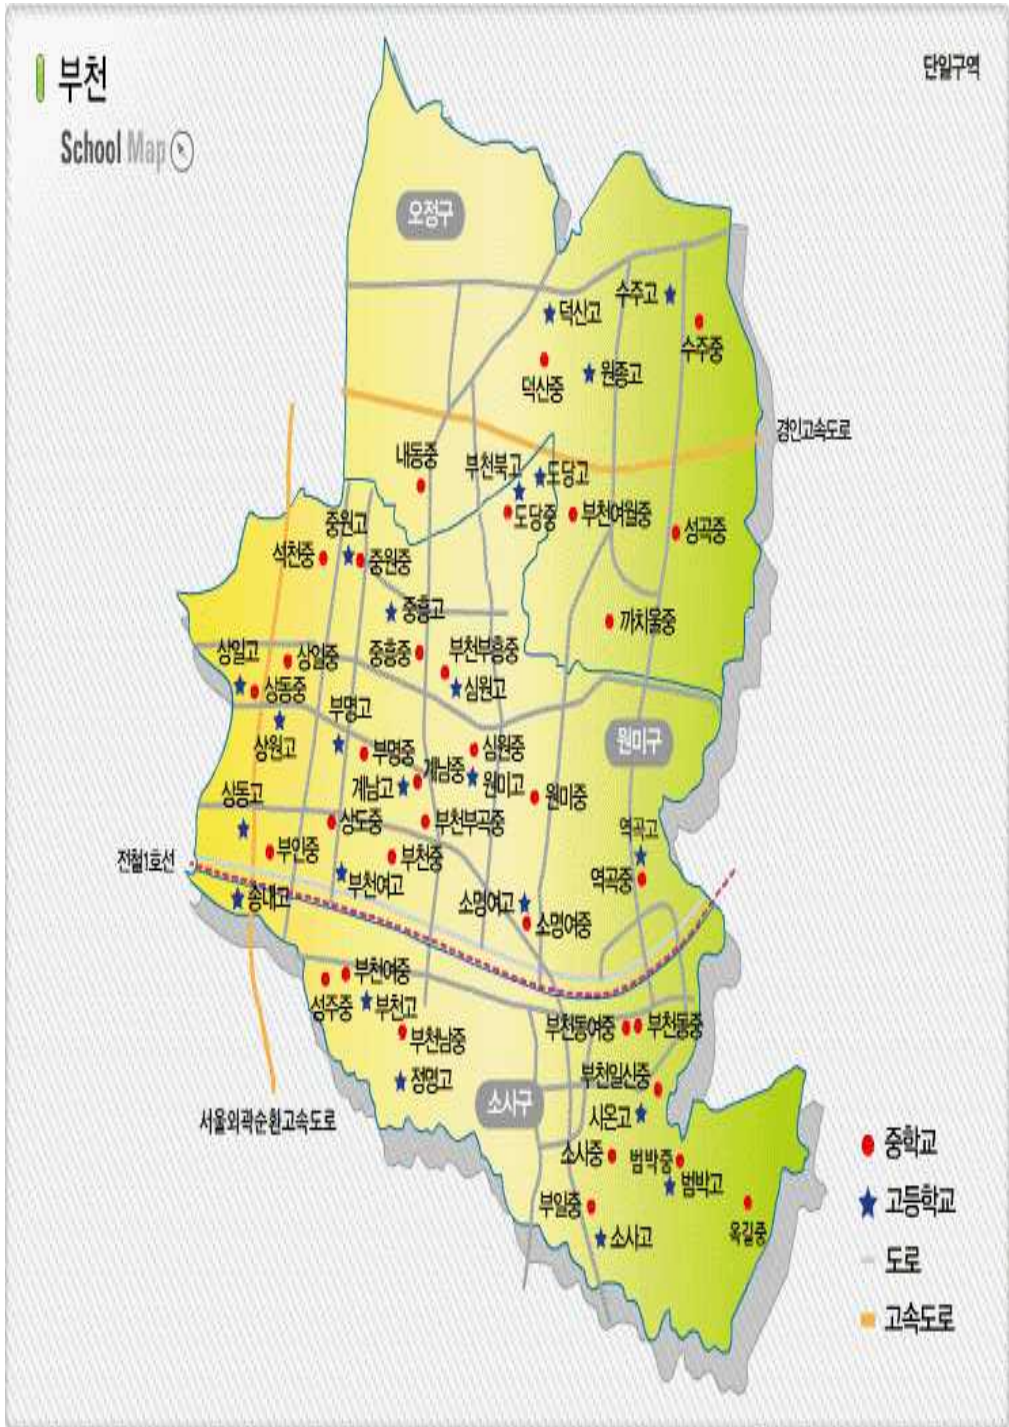 부천
단일구역
School Map
오정구
덕산고
수주고
수주중
덕산중
원종고
경인고속도로
내동중
부천북고
도당고
도당중
부천여월중
성곡중
중원고
석천중
중원중
중흥고
까치울중
상일고
상일중
중흥중
부천부흥중
상동중
심원고
부명고
상원고
원미구
부명중
심원중
계남중
계남고
원미고
원미중
상동고
상도중
부천부곡중
역곡고
부인중
부천중
전철1호선
부천여고
역곡중
송내고
소명여고
소명여중
부천여중
성주중
부천고
부천남중
부천동여중
부천동중
정명고
부천일신중
소사구
시온고
서울외곽순환고속도로
소사중
범박중
범박고
부일중
옥길중
소사고
중학교
고등학교
도로
고속도로